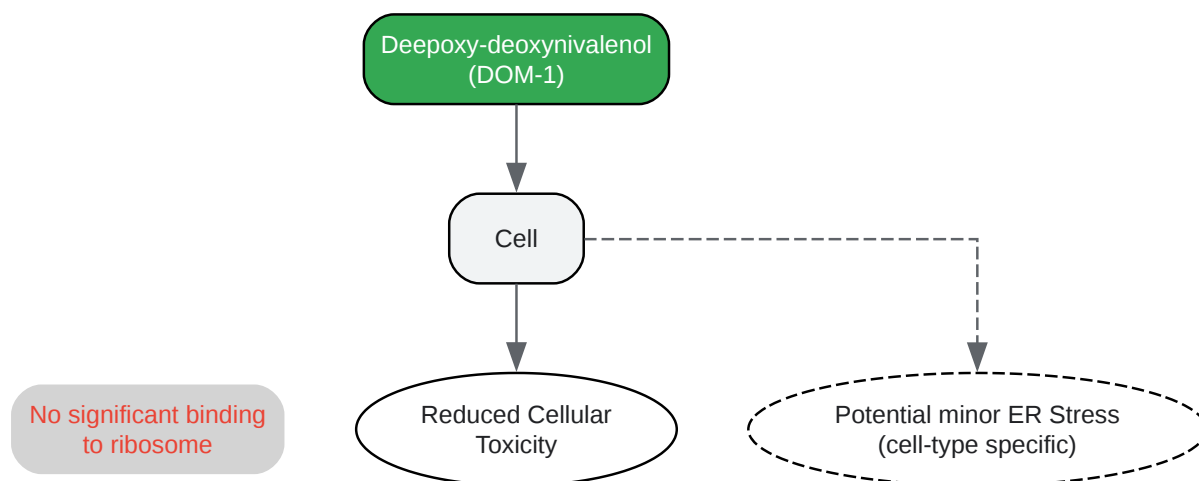 Deepoxy-deoxynivalenol
(DOM-1)
Cell
No significant binding
to ribosome
Reduced Cellular
Toxicity
Potential minor ER Stress
(cell-type specific)